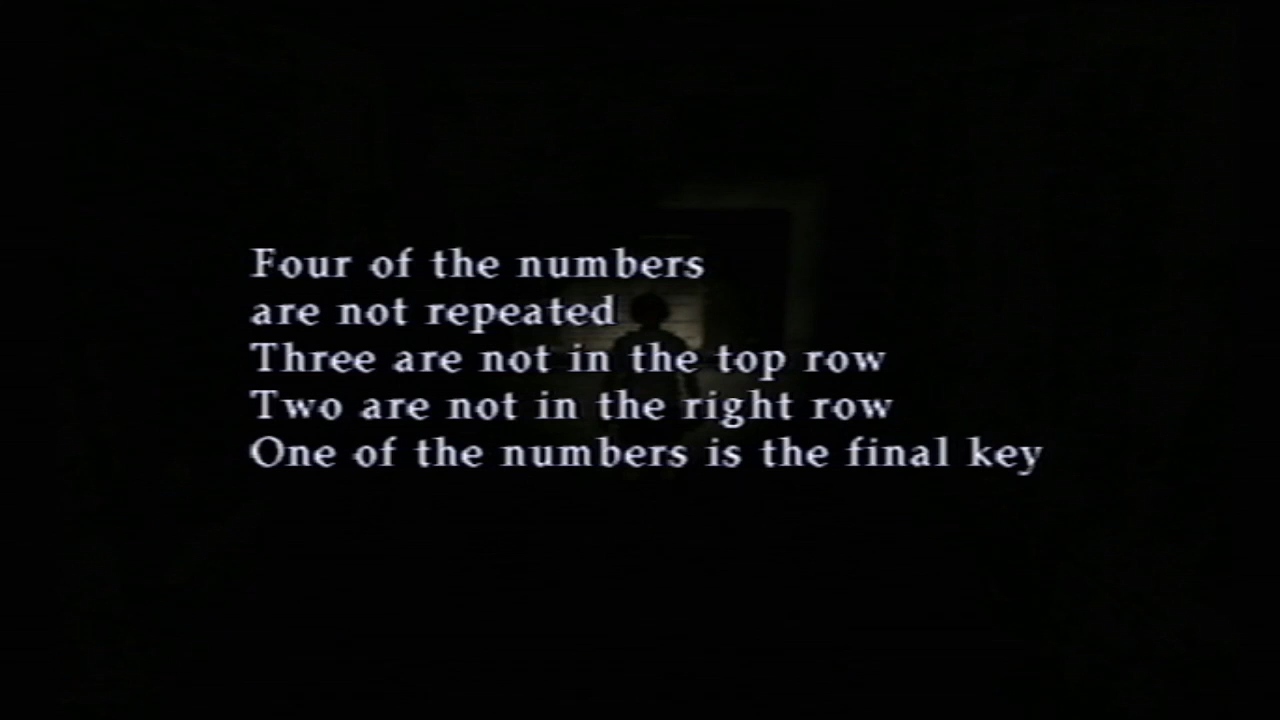 Four of the numbers
are not repeated
Three are not in the top row
Two are not in the right row
One of the numbers is the final key